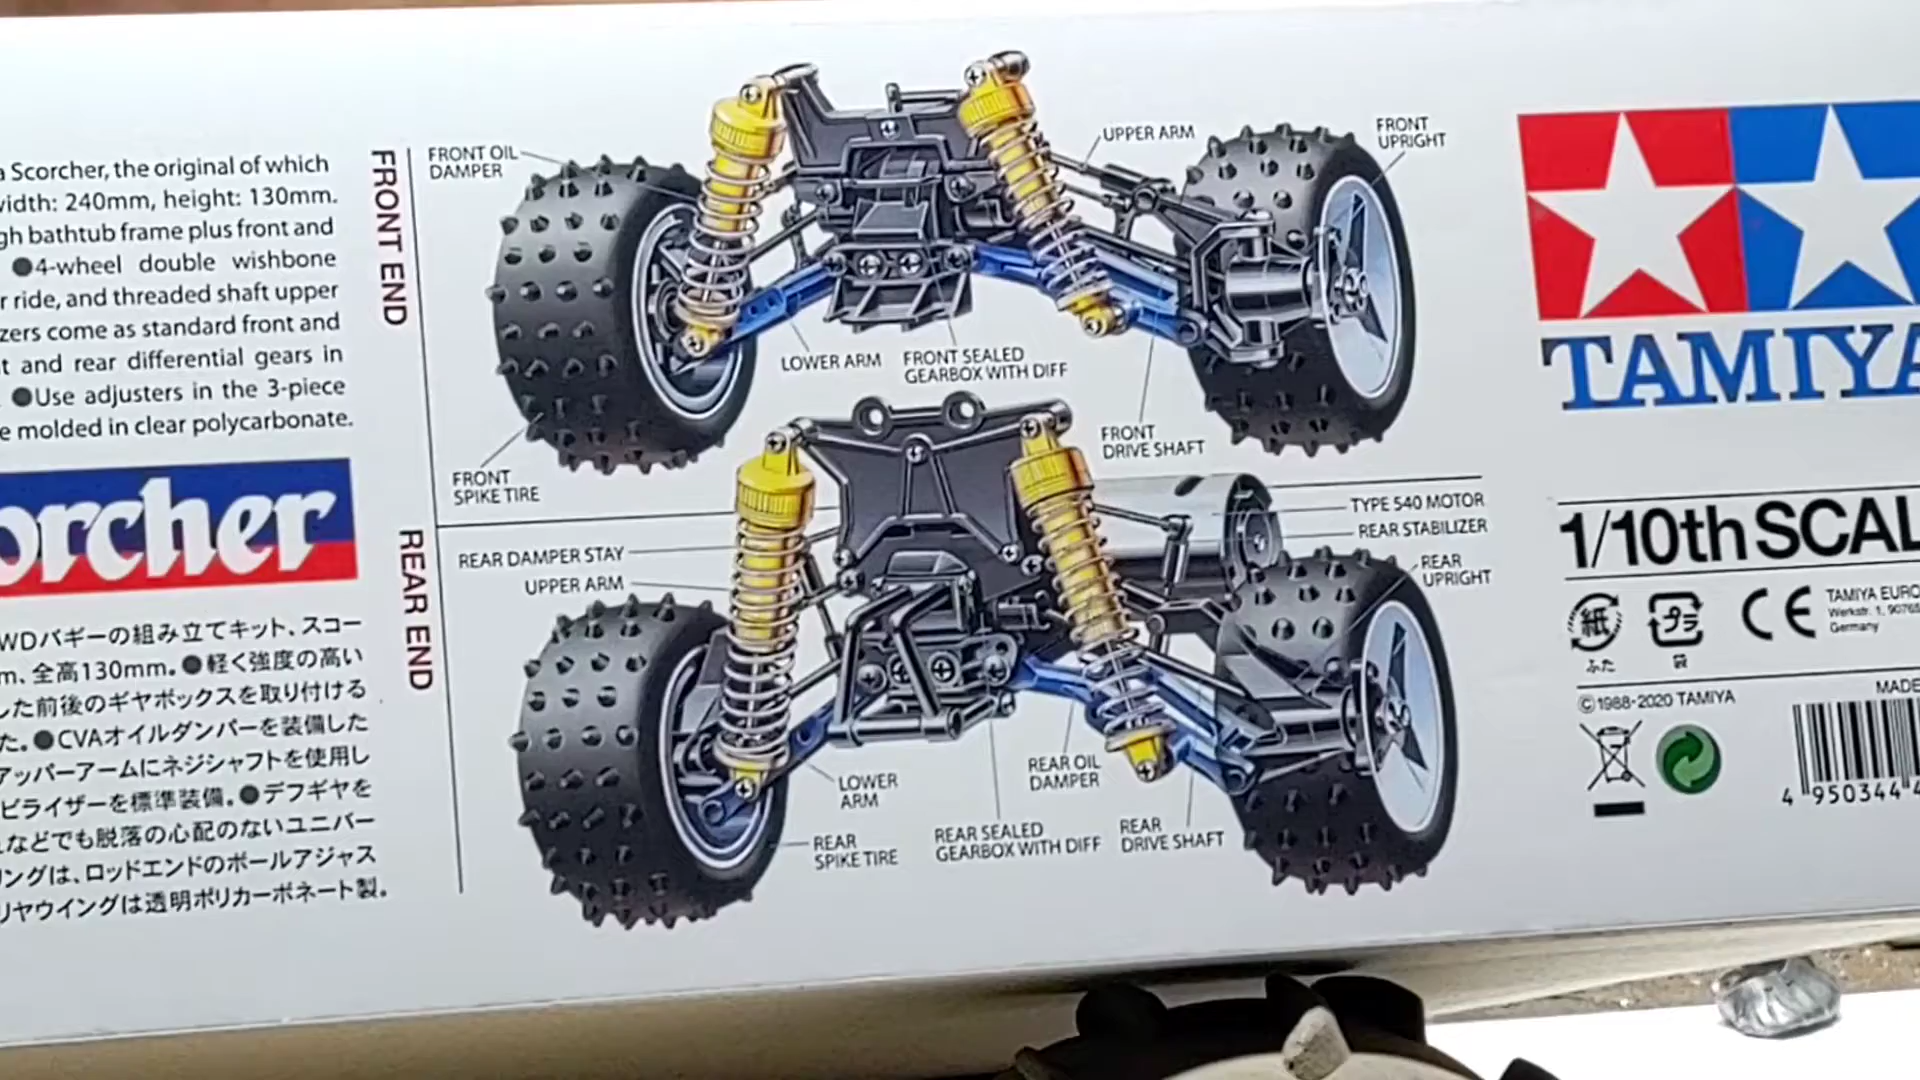 a Scorcher, the original of which
width: 240mm, height: 130mm.
gh bathtub frame plus front and
●4-wheel double wishbone
r ride, and threaded shaft upper
zers come as standard front and
t and rear differential gears in
●Use adjusters in the 3-piece
e molded in clear polycarbonate.
orcher
WDバギーの組み立てキット、スコー
m、全高130mm。●軽く強度の高い
した前後のギヤボックスを取り付ける
た。●CVAオイルダンパーを装備した
アッパーアームにネジシャフトを使用し
ビライザーを標準装備。●デフギヤを
などでも脱落の心配のないユニバー
ングは、ロッドエンドのボールアジャス
リヤウイングは透明ポリカーボネート製。
FRONT END
FRONT OIL
DAMPER
UPPER ARM
FRONT
UPRIGHT
LOWER ARM
FRONT SEALED
GEARBOX WITH DIFF
FRONT
DRIVE SHAFT
FRONT
SPIKE TIRE
REAR END
REAR DAMPER STAY
UPPER ARM
TYPE 540 MOTOR
REAR STABILIZER
REAR
UPRIGHT
LOWER
ARM
REAR OIL
DAMPER
REAR
SPIKE TIRE
REAR SEALED
GEARBOX WITH DIFF
REAR
DRIVE SHAFT
TAMIYA
1/10th SCAL
紙
ふた
プラ
袋
CE
TAMIYA EURO
Werkstr. 1, 90765
Germany
©1988-2020 TAMIYA
MADE
4 950344 4